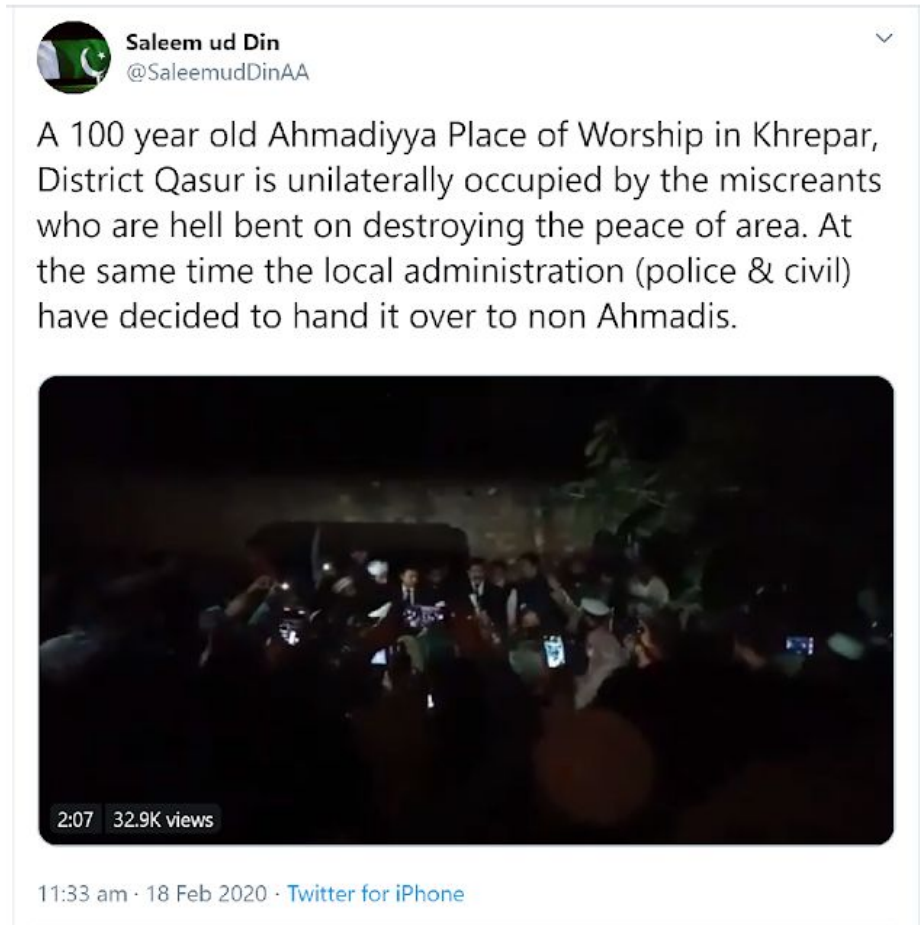 Saleem ud Din
@SaleemudDinAA
A 100 year old Ahmadiyya Place of Worship in Khrepar,
District Qasur is unilaterally occupied by the miscreants
who are hell bent on destroying the peace of area. At
the same time the local administration (police & civil)
have decided to hand it over to non Ahmadis.
2:07 32.9K views
11:33 am · 18 Feb 2020 · Twitter for iPhone